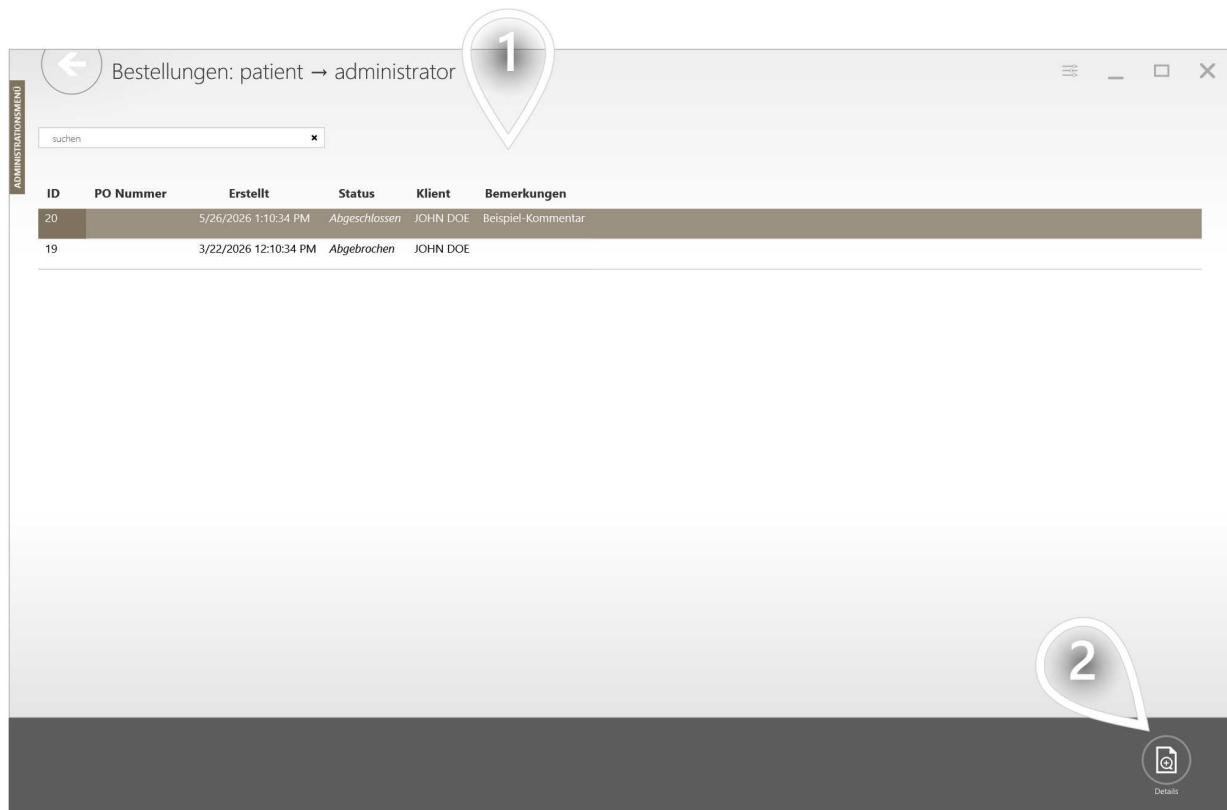 1
Bestellungen: patient → administrator
ADMINISTRATIONSMENÜ
suchen
ID PO Nummer Erstellt Status Klient Bemerkungen
20 5/26/2026 1:10:34 PM Abgeschlossen JOHN DOE Beispiel-Kommentar
19 3/22/2026 12:10:34 PM Abgebrochen JOHN DOE
2
Details